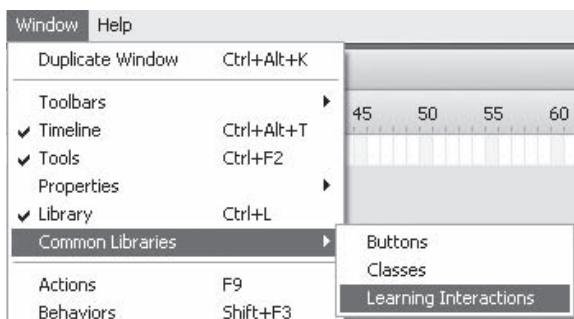 Window Help
Duplicate Window Ctrl+Alt+K
Toolbars
Timeline Ctrl+Alt+T
Tools Ctrl+F2
Properties
Library Ctrl+L
Common Libraries
Actions F9
Behaviors Shift+F3
45 50 55 60
Buttons
Classes
Learning Interactions